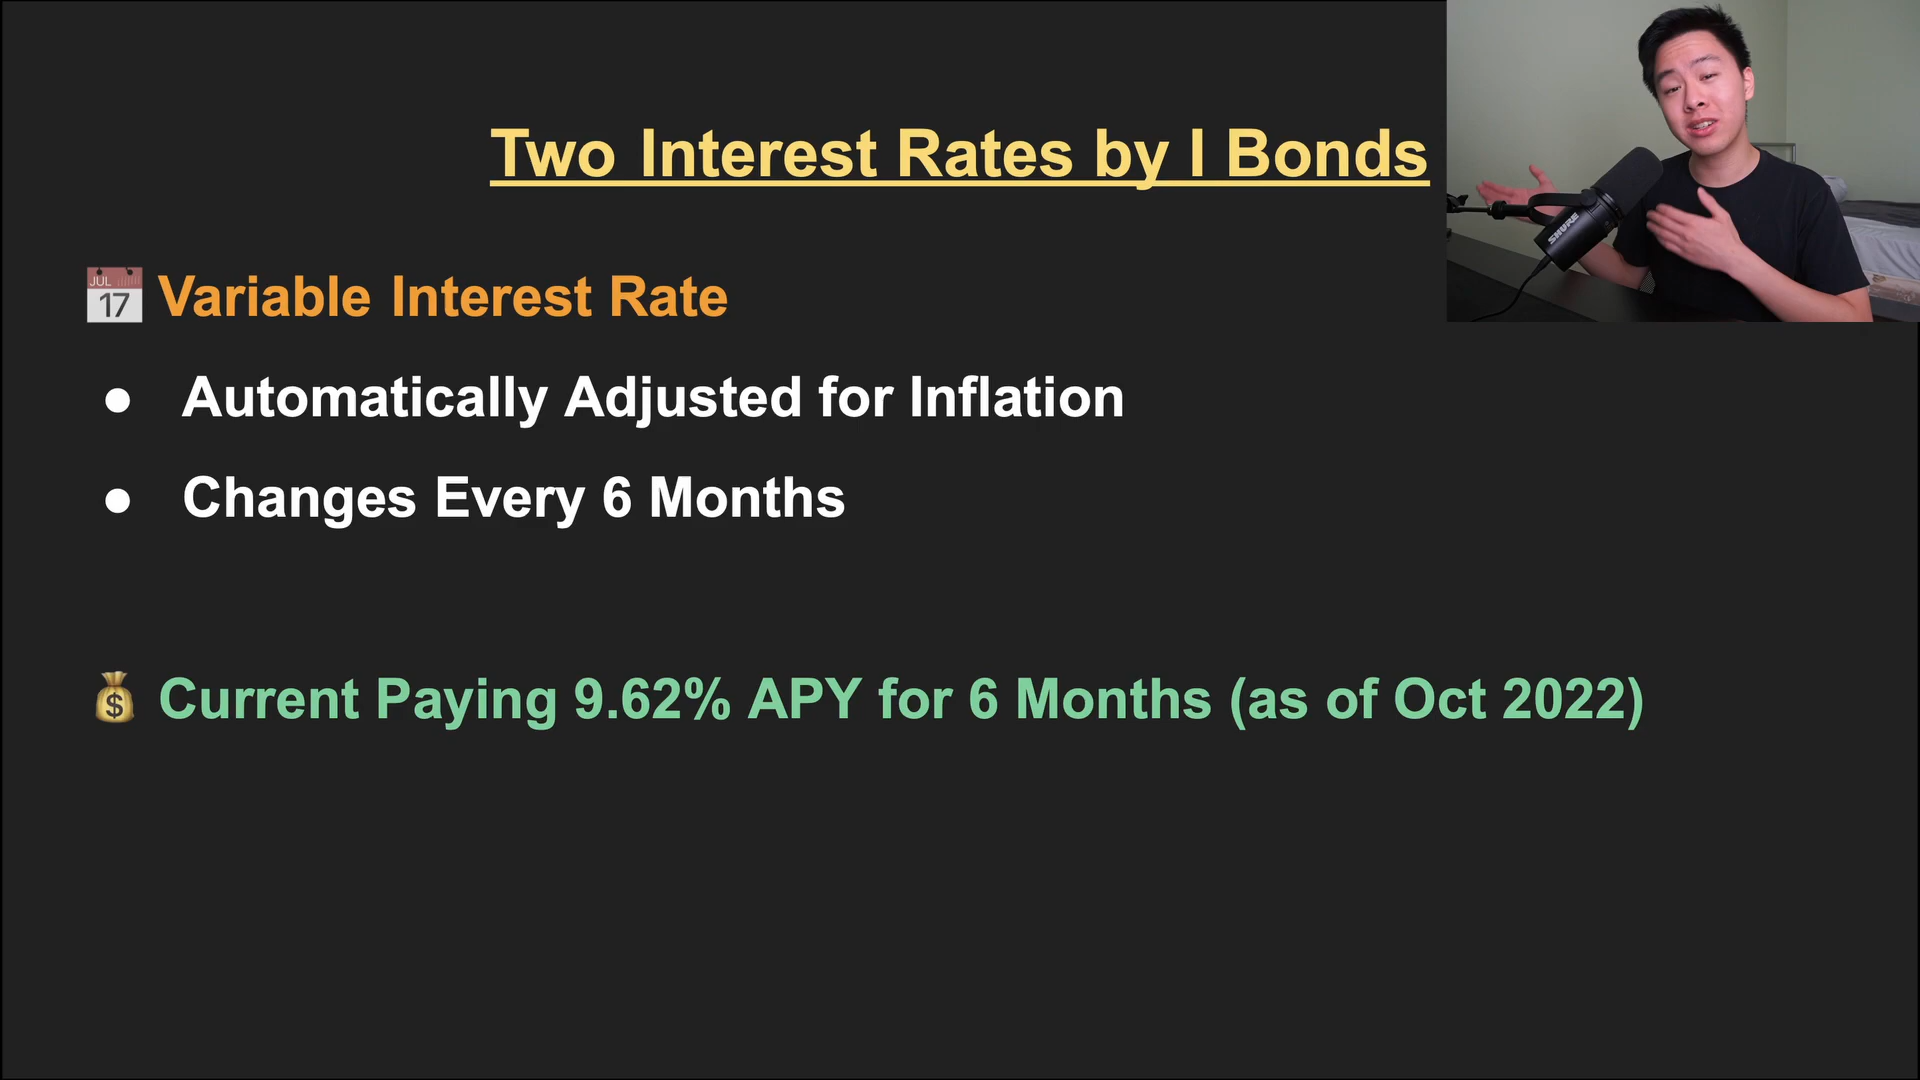 Two Interest Rates by I Bonds
JUL
17
Variable Interest Rate
● Automatically Adjusted for Inflation
● Changes Every 6 Months
$
Current Paying 9.62% APY for 6 Months (as of Oct 2022)
SHURE